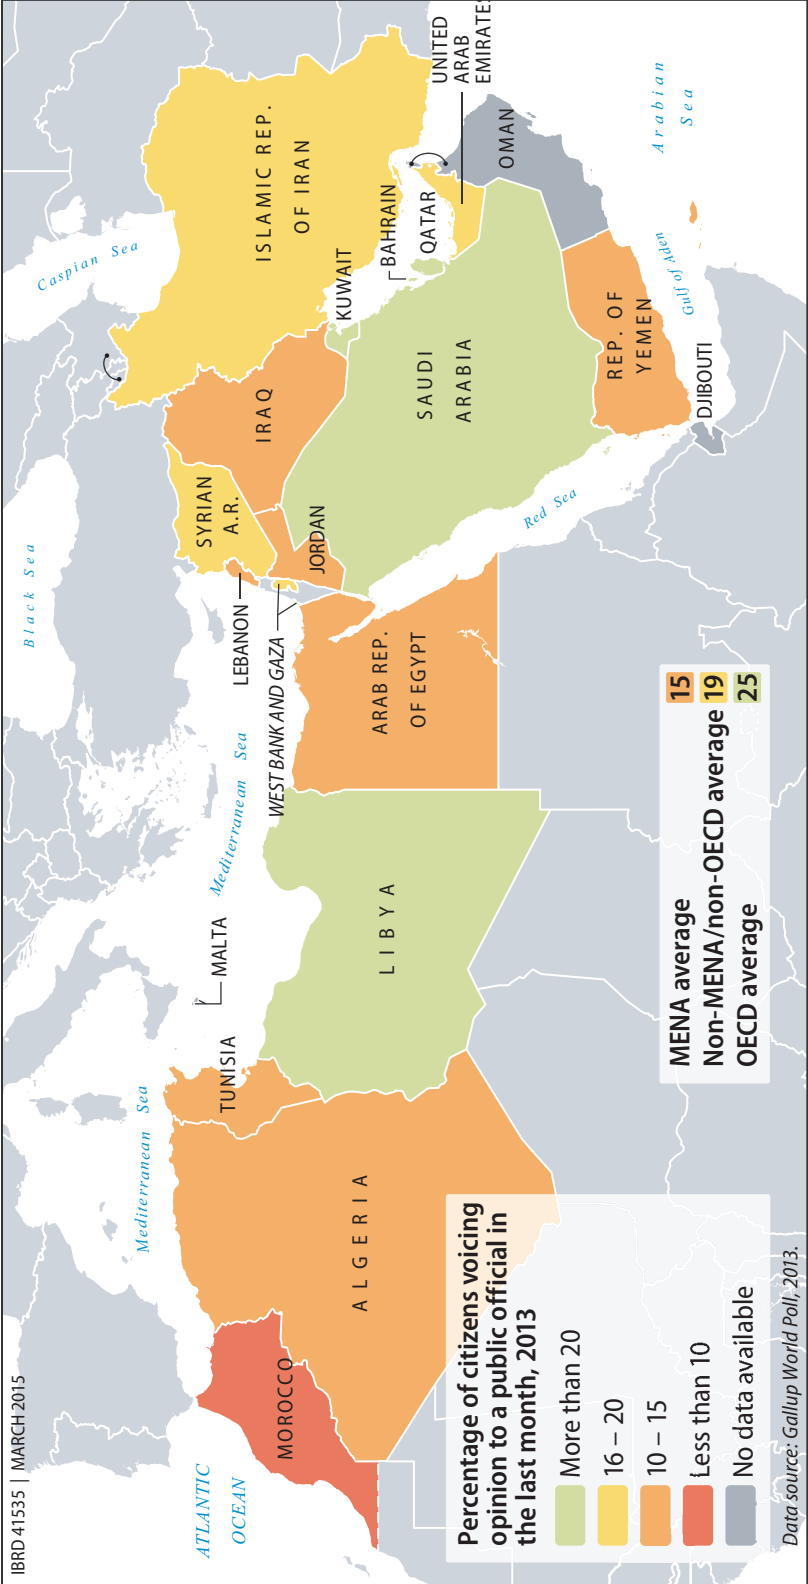 IBRD 41535 | MARCH 2015
ATLANTIC
OCEAN
Mediterranean Sea
Mediterranean Sea
Black Sea
Caspian Sea
Red Sea
Gulf of Aden
Arabian
Sea
MOROCCO
ALGERIA
TUNISIA
MALTA
LIBYA
ARAB REP.
OF EGYPT
WEST BANK AND GAZA
LEBANON
SYRIAN
A.R.
JORDAN
IRAQ
ISLAMIC REP.
OF IRAN
KUWAIT
BAHRAIN
QATAR
UNITED
ARAB
EMIRATES
SAUDI
ARABIA
OMAN
REP. OF
YEMEN
DJIBOUTI
Percentage of citizens voicing
opinion to a public official in
the last month, 2013
More than 20
16 – 20
10 – 15
Less than 10
No data available
MENA average 15
Non-MENA/non-OECD average 19
OECD average 25
Data source: Gallup World Poll, 2013.